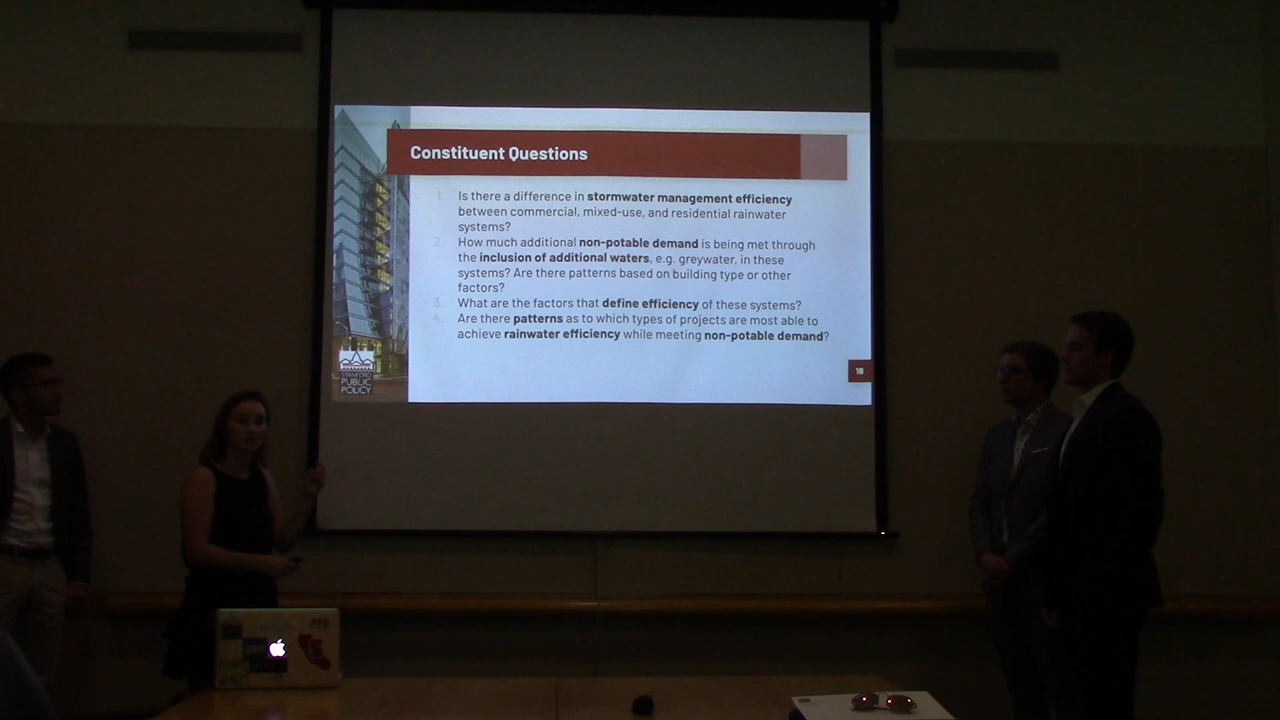 Constituent Questions
1. Is there a difference in stormwater management efficiency
between commercial, mixed-use, and residential rainwater
systems?
2. How much additional non-potable demand is being met through
the inclusion of additional waters, e.g. greywater, in these
systems? Are there patterns based on building type or other
factors?
3. What are the factors that define efficiency of these systems?
4. Are there patterns as to which types of projects are most able to
achieve rainwater efficiency while meeting non-potable demand?
18
STANFORD
PUBLIC
POLICY